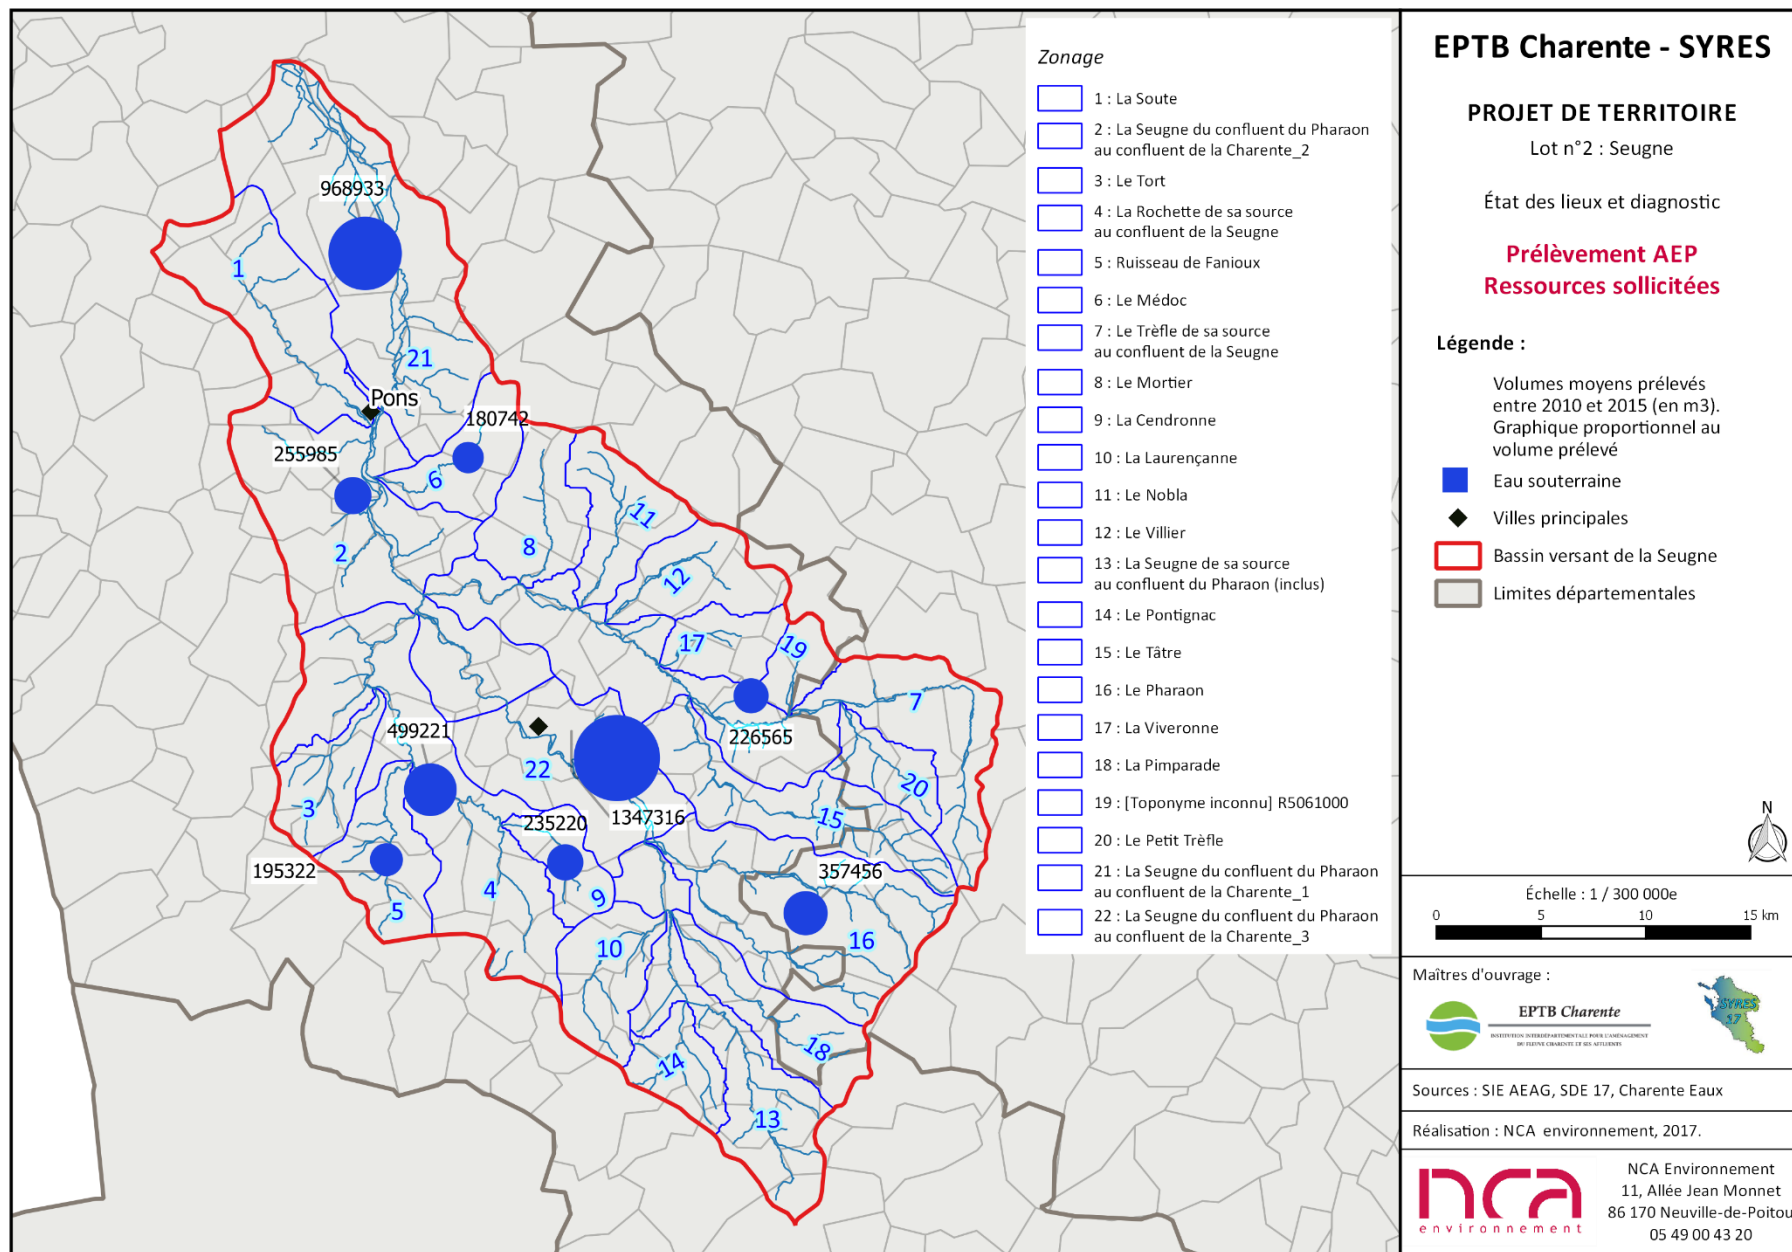 968933
1
21
Pons
180742
255985
6
2
8
11
12
17
19
7
499221
226565
22
20
3
235220
1347316
15
195322
357456
4
9
5
10
16
14
18
13
Zonage
1 : La Soute
2 : La Seugne du confluent du Pharaon
au confluent de la Charente_2
3 : Le Tort
4 : La Rochette de sa source
au confluent de la Seugne
5 : Ruisseau de Fanioux
6 : Le Médoc
7 : Le Trèfle de sa source
au confluent de la Seugne
8 : Le Mortier
9 : La Cendronne
10 : La Laurençanne
11 : Le Nobla
12 : Le Villier
13 : La Seugne de sa source
au confluent du Pharaon (inclus)
14 : Le Pontignac
15 : Le Tâtre
16 : Le Pharaon
17 : La Viveronne
18 : La Pimparade
19 : [Toponyme inconnu] R5061000
20 : Le Petit Trèfle
21 : La Seugne du confluent du Pharaon
au confluent de la Charente_1
22 : La Seugne du confluent du Pharaon
au confluent de la Charente_3
EPTB Charente - SYRES
PROJET DE TERRITOIRE
Lot n°2 : Seugne
État des lieux et diagnostic
Prélèvement AEP
Ressources sollicitées
Légende :
Volumes moyens prélevés
entre 2010 et 2015 (en m3).
Graphique proportionnel au
volume prélevé
Eau souterraine
Villes principales
Bassin versant de la Seugne
Limites départementales
N
Échelle : 1 / 300 000e
0 5 10 15 km
Maîtres d'ouvrage :
EPTB Charente
INSTITUTION INTERDÉPARTEMENTALE POUR L'AMÉNAGEMENT
DU FLEUVE CHARENTE ET SES AFFLUENTS
SYRES
17
Sources : SIE AEAG, SDE 17, Charente Eaux
Réalisation : NCA environnement, 2017.
nca
environnement
NCA Environnement
11, Allée Jean Monnet
86 170 Neuville-de-Poitou
05 49 00 43 20